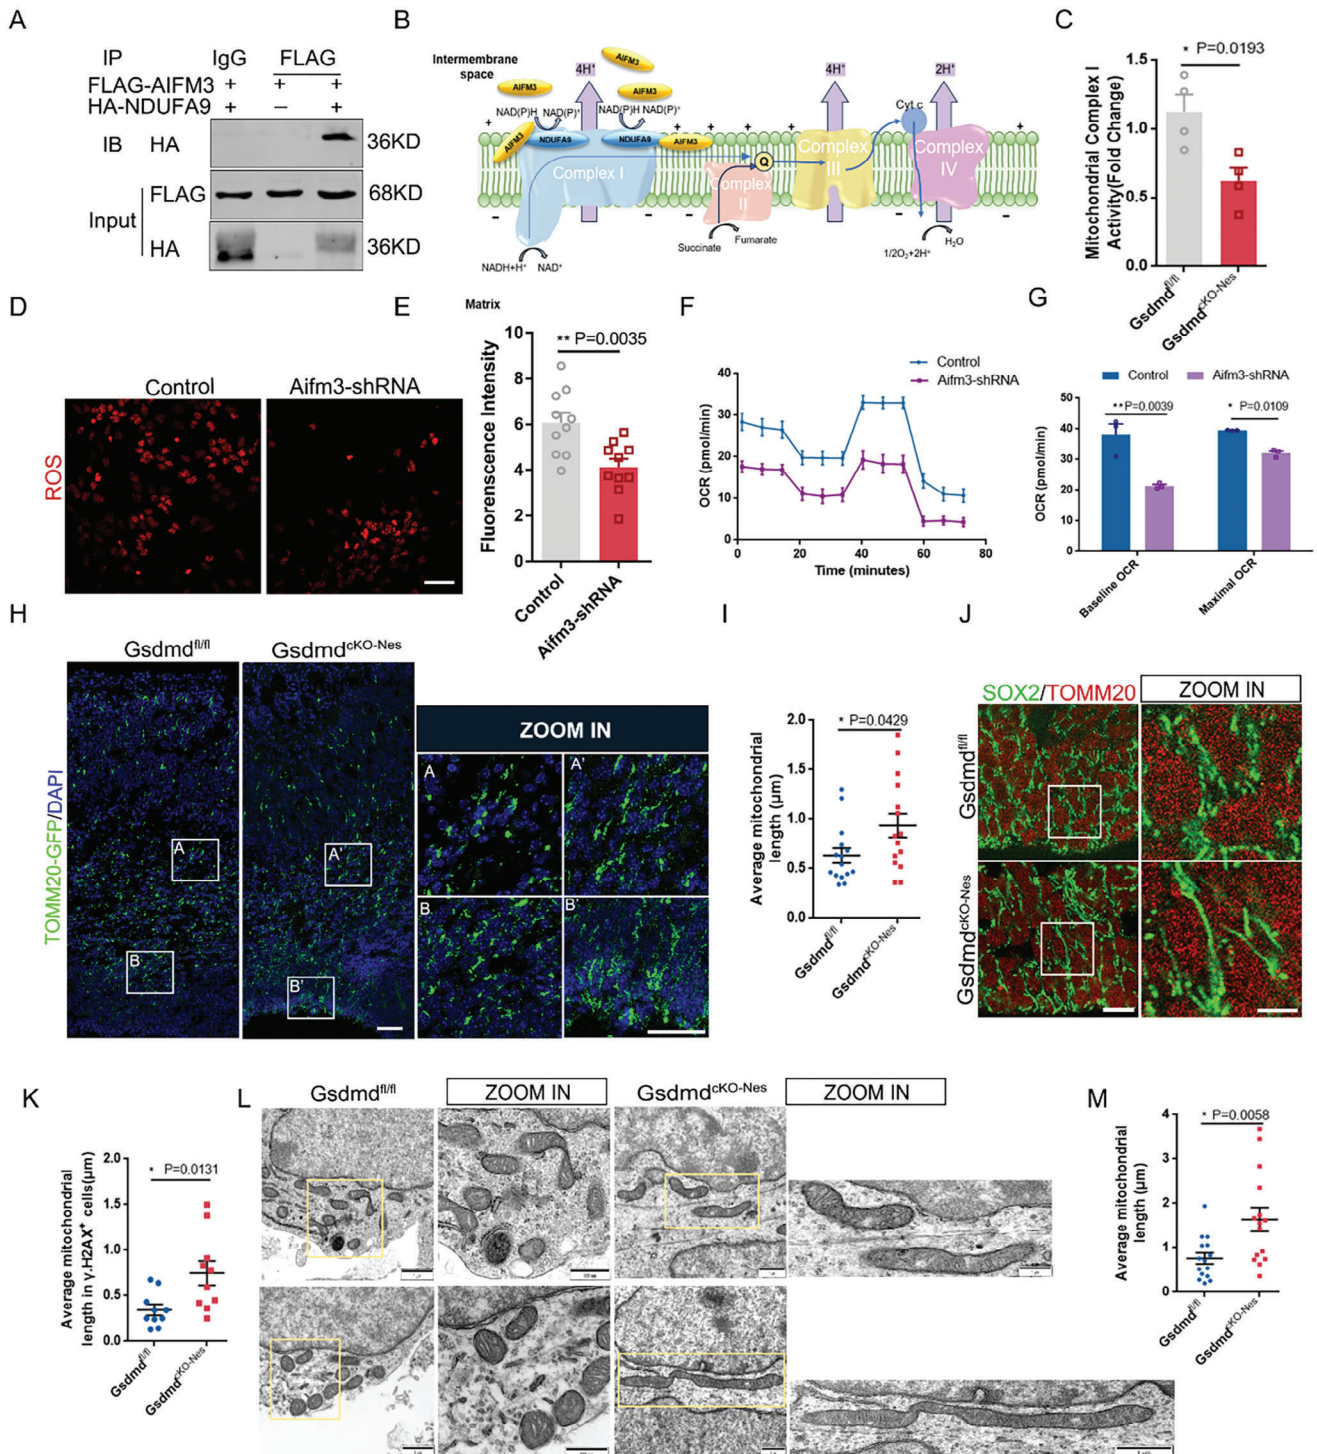 A
IP IgG FLAG
FLAG-AIFM3 + + +
HA-NDUFA9 + − +
IB HA 36KD
Input FLAG 68KD
HA 36KD
B
Intermembrane
space
AIFM3
AIFM3
AIFM3
4H⁺
4H⁺
2H⁺
NAD(P)H NAD(P)⁺
NAD(P)H NAD(P)⁺
Cyt c
AIFM3 NDUFA9 NDUFA9 AIFM3
Complex I
Q
Complex
II
Complex
III
Complex
IV
Succinate
Fumarate
1/2O₂+2H⁺
H₂O
NADH+H⁺ NAD⁺
Matrix
C
* P=0.0193
Mitochondrial Complex I
Activity(Fold Change)
1.5
1.0
0.5
0.0
Gsdmd^fl/fl
Gsdmd^cKO-Nes
D
Control Aifm3-shRNA
ROS
E
** P=0.0035
Fluorescence Intensity
10
8
6
4
2
0
Control
Aifm3-shRNA
F
Control
Aifm3-shRNA
OCR (pmol/min)
40
30
20
10
0
0 20 40 60 80
Time (minutes)
G
Control Aifm3-shRNA
**P=0.0039
* P=0.0109
OCR (pmol/min)
50
40
30
20
10
0
Baseline OCR
Maximal OCR
H
Gsdmd^fl/fl Gsdmd^cKO-Nes
TOMM20-GFP/DAPI
A
B
A'
B'
ZOOM IN
A A'
B B'
I
* P=0.0429
Average mitochondrial
length (μm)
2.0
1.5
1.0
0.5
0.0
Gsdmd^fl/fl
Gsdmd^cKO-Nes
J
SOX2/TOMM20 ZOOM IN
Gsdmd^fl/fl
Gsdmd^cKO-Nes
K
* P=0.0131
Average mitochondrial
length in γ.H2AX⁺ cells(μm)
2.0
1.5
1.0
0.5
0.0
Gsdmd^fl/fl
Gsdmd^cKO-Nes
L
Gsdmd^fl/fl ZOOM IN Gsdmd^cKO-Nes ZOOM IN
M
* P=0.0058
Average mitochondrial
length (μm)
4
3
2
1
0
Gsdmd^fl/fl
Gsdmd^cKO-Nes